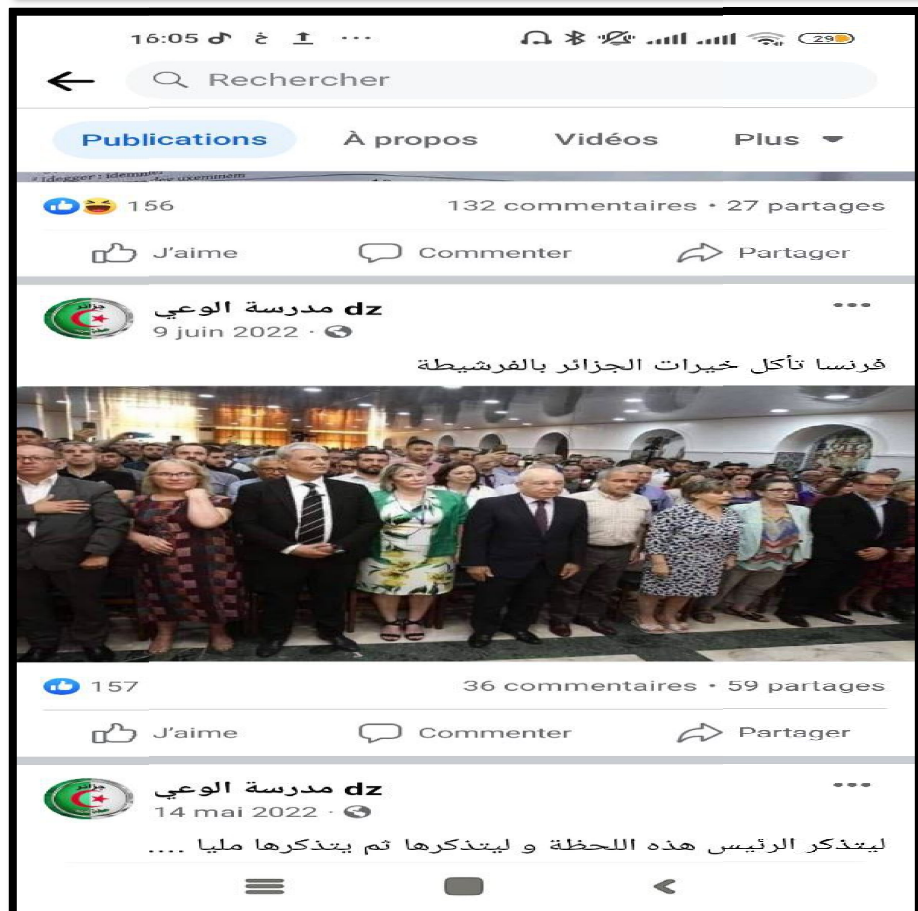 16:05 خ ...
29
Rechercher
Publications À propos Vidéos Plus
156 132 commentaires • 27 partages
J'aime Commenter Partager
مدرسة الوعي dz
9 juin 2022 ·
فرنسا تأكل خيرات الجزائر بالفرشيطة
157 36 commentaires • 59 partages
J'aime Commenter Partager
مدرسة الوعي dz
14 mai 2022 ·
ليتذكر الرئيس هذه اللحظة و ليتذكرها ثم يتذكرها مليا ....